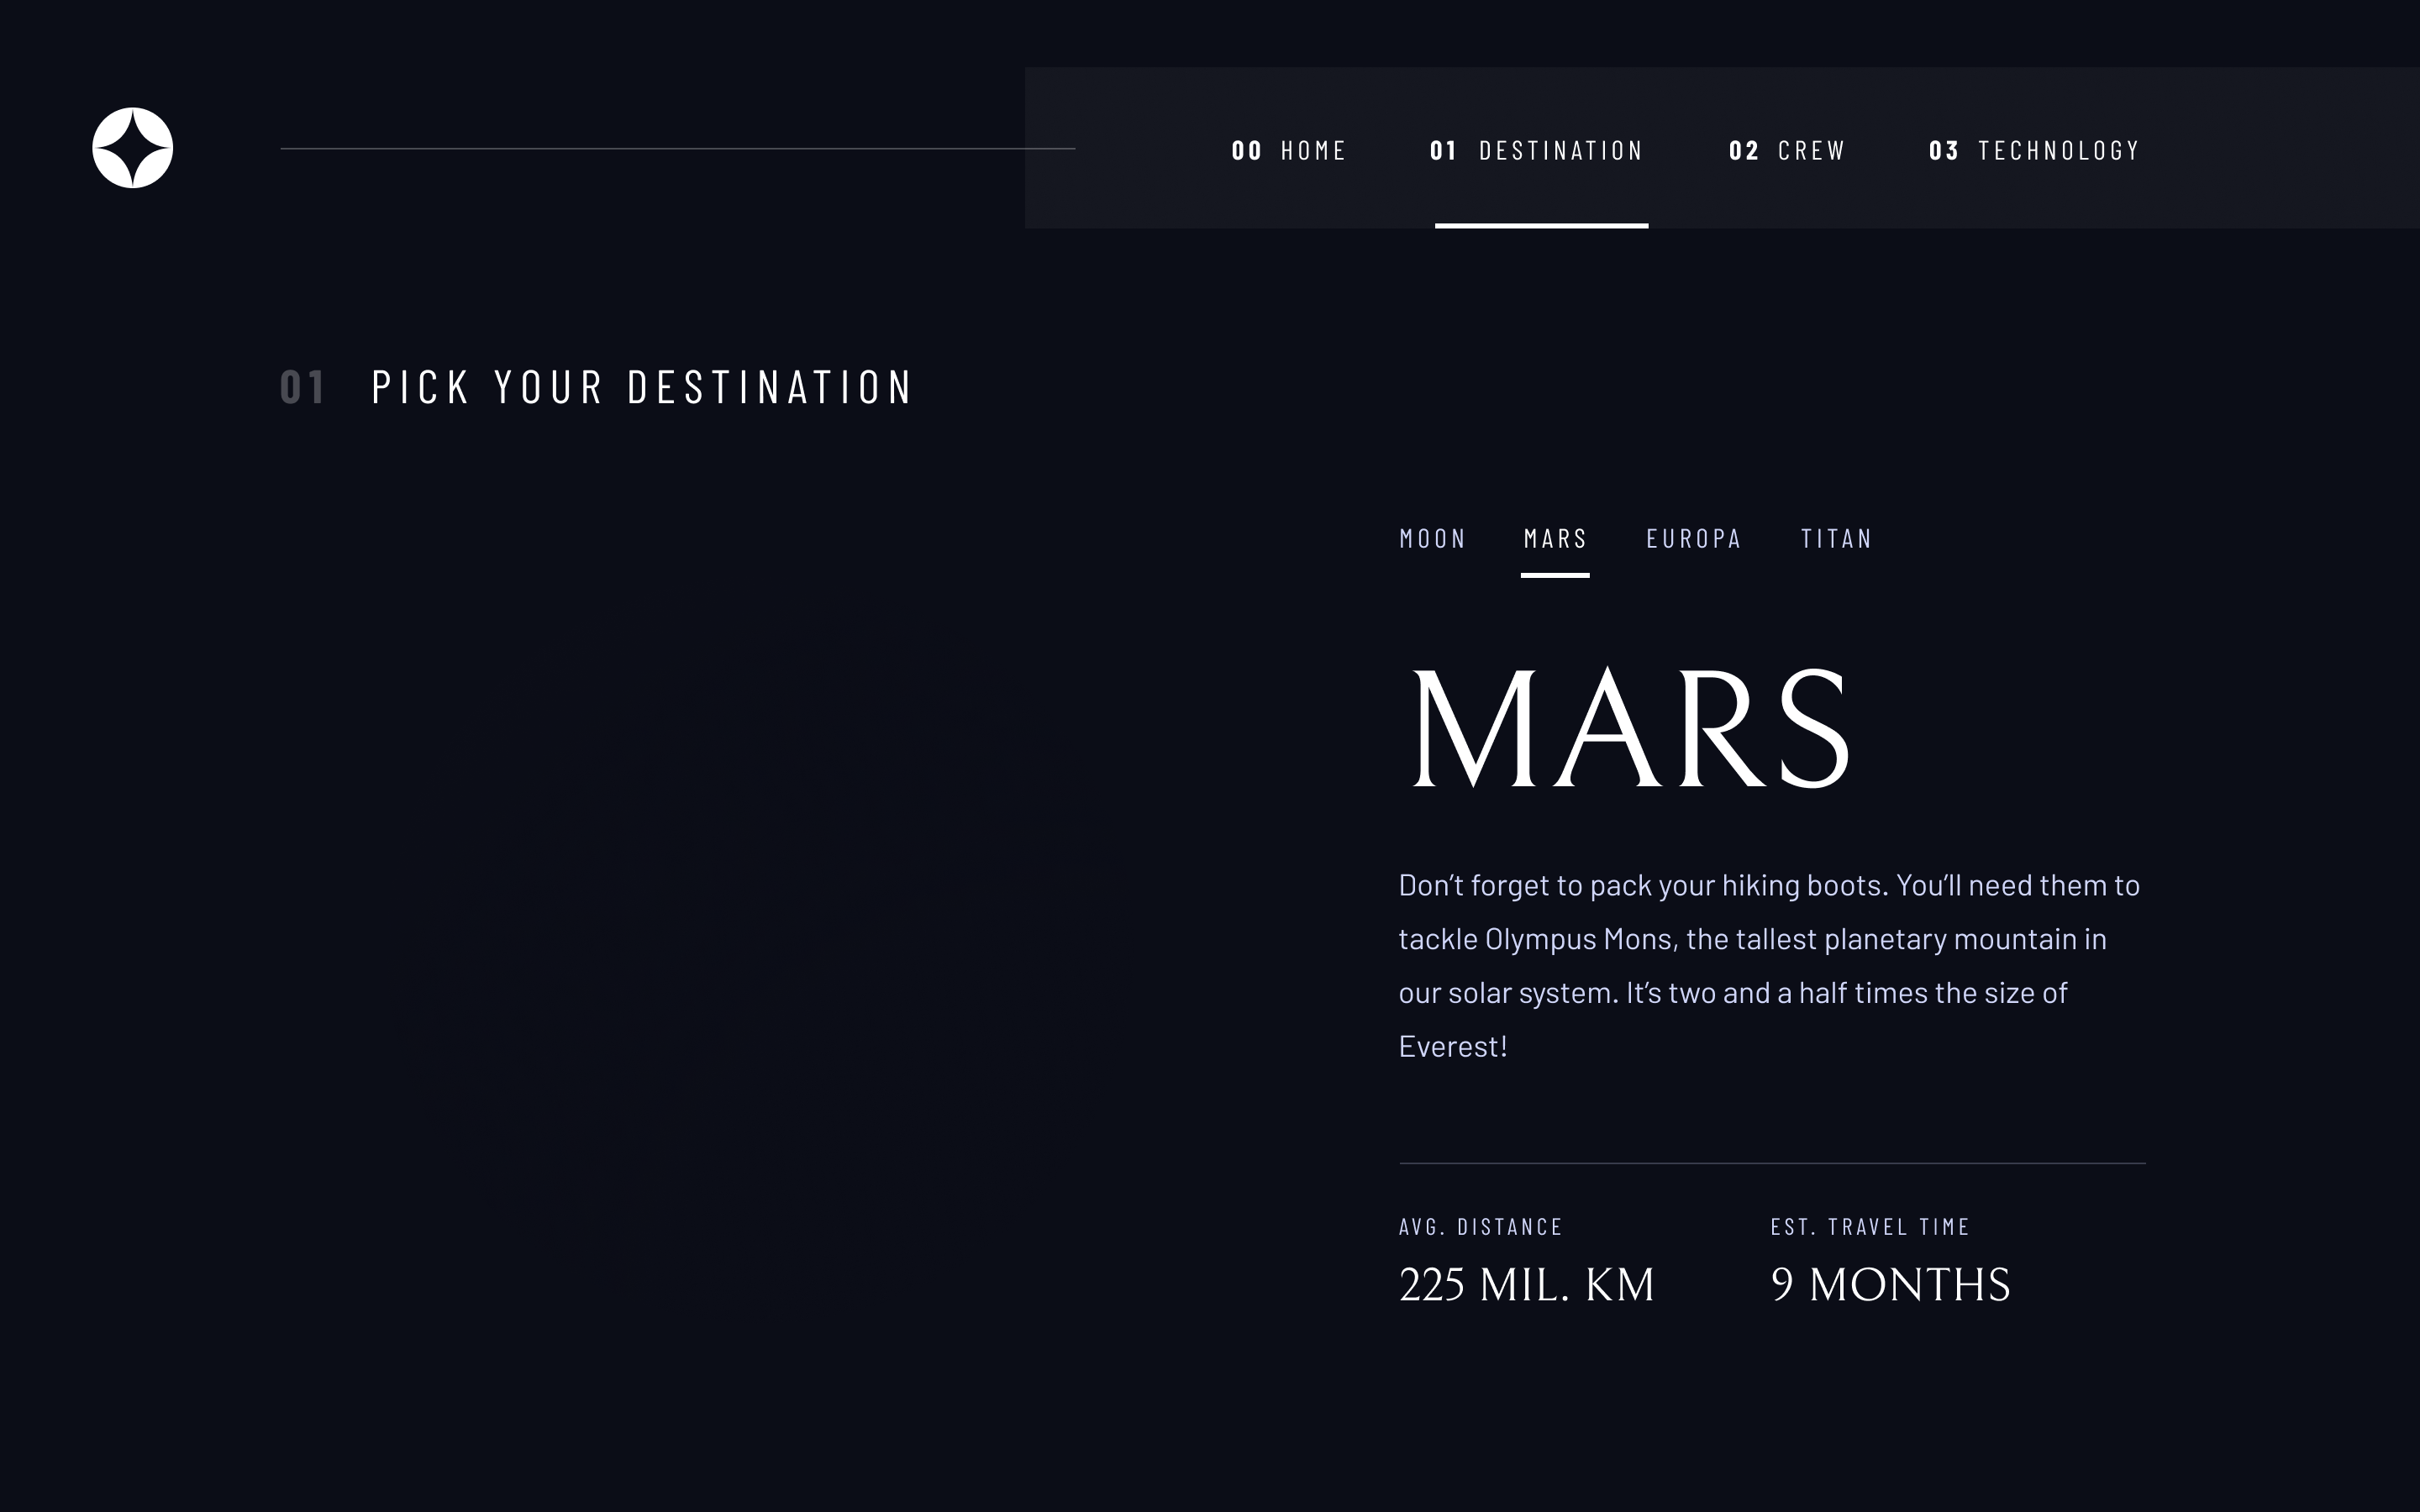 00 HOME 01 DESTINATION 02 CREW 03 TECHNOLOGY
01 PICK YOUR DESTINATION
MOON MARS EUROPA TITAN
MARS
Don’t forget to pack your hiking boots. You’ll need them to
tackle Olympus Mons, the tallest planetary mountain in
our solar system. It’s two and a half times the size of
Everest!
AVG. DISTANCE EST. TRAVEL TIME
225 MIL. KM 9 MONTHS